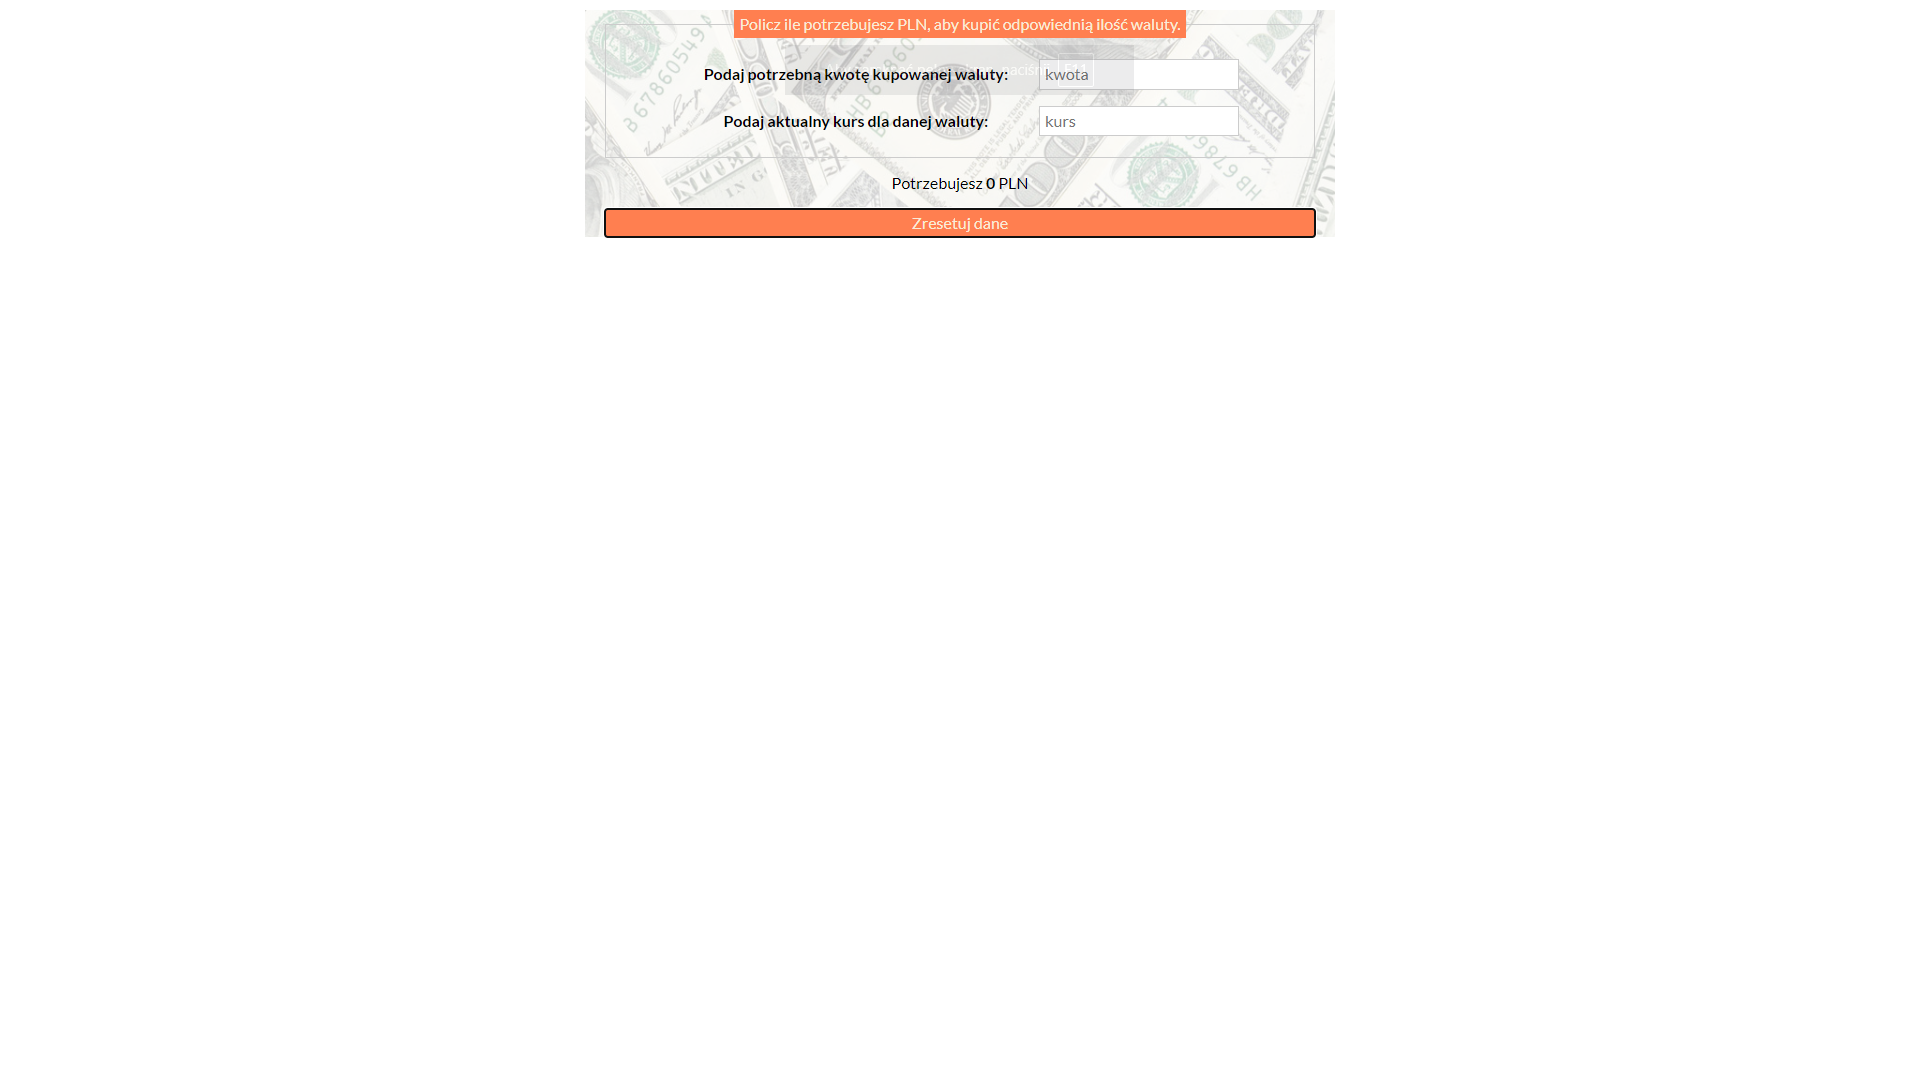 Policz ile potrzebujesz PLN, aby kupić odpowiednią ilość waluty.
Podaj potrzebną kwotę kupowanej waluty:
kwota
Podaj aktualny kurs dla danej waluty:
kurs
Potrzebujesz 0 PLN
Zresetuj dane